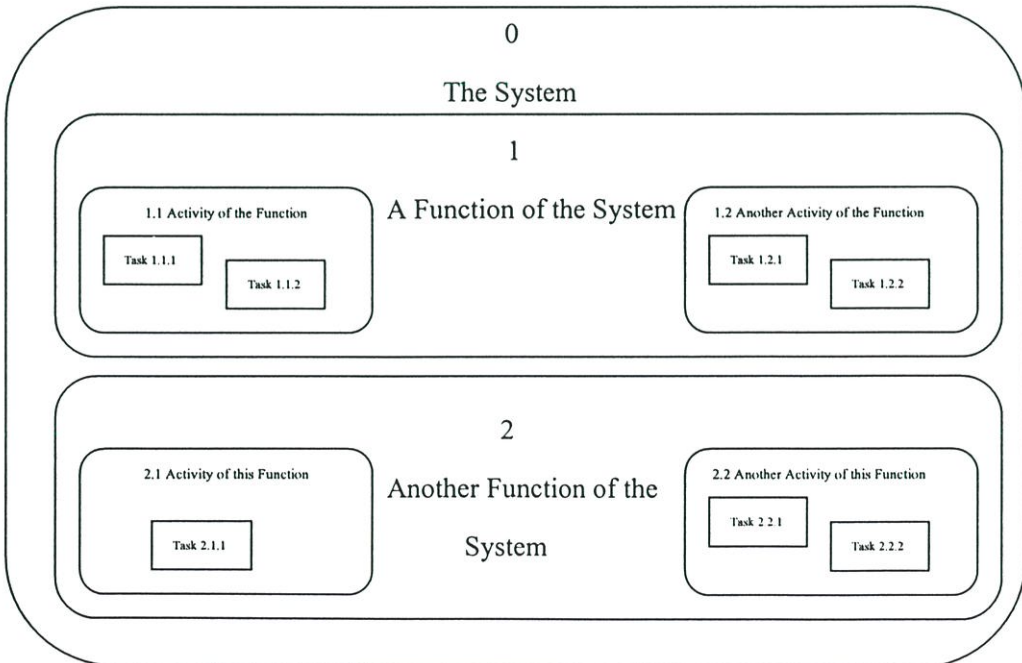 0
The System
1
A Function of the System
1.1 Activity of the Function
Task 1.1.1
Task 1.1.2
1.2 Another Activity of the Function
Task 1.2.1
Task 1.2.2
2
Another Function of the
System
2.1 Activity of this Function
Task 2.1.1
2.2 Another Activity of this Function
Task 2.2.1
Task 2.2.2